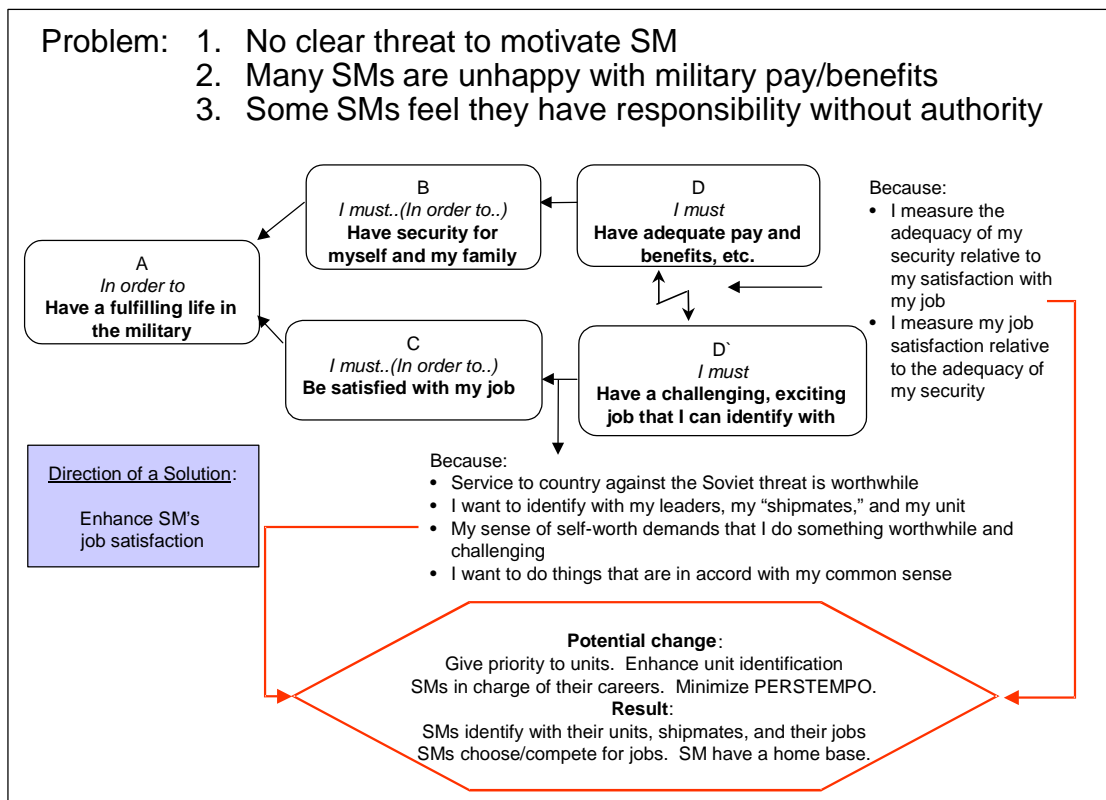 Problem: 1. No clear threat to motivate SM
2. Many SMs are unhappy with military pay/benefits
3. Some SMs feel they have responsibility without authority
B
I must..(In order to..)
Have security for
myself and my family
D
I must
Have adequate pay and
benefits, etc.
Because:
• I measure the
adequacy of my
security relative to
my satisfaction with
my job
• I measure my job
satisfaction relative
to the adequacy of
my security
A
In order to
Have a fulfilling life in
the military
C
I must..(In order to..)
Be satisfied with my job
D`
I must
Have a challenging, exciting
job that I can identify with
Direction of a Solution:
Enhance SM's
job satisfaction
Because:
• Service to country against the Soviet threat is worthwhile
• I want to identify with my leaders, my “shipmates,” and my unit
• My sense of self-worth demands that I do something worthwhile and
challenging
• I want to do things that are in accord with my common sense
Potential change:
Give priority to units. Enhance unit identification
SMs in charge of their careers. Minimize PERSTEMPO.
Result:
SMs identify with their units, shipmates, and their jobs
SMs choose/compete for jobs. SM have a home base.